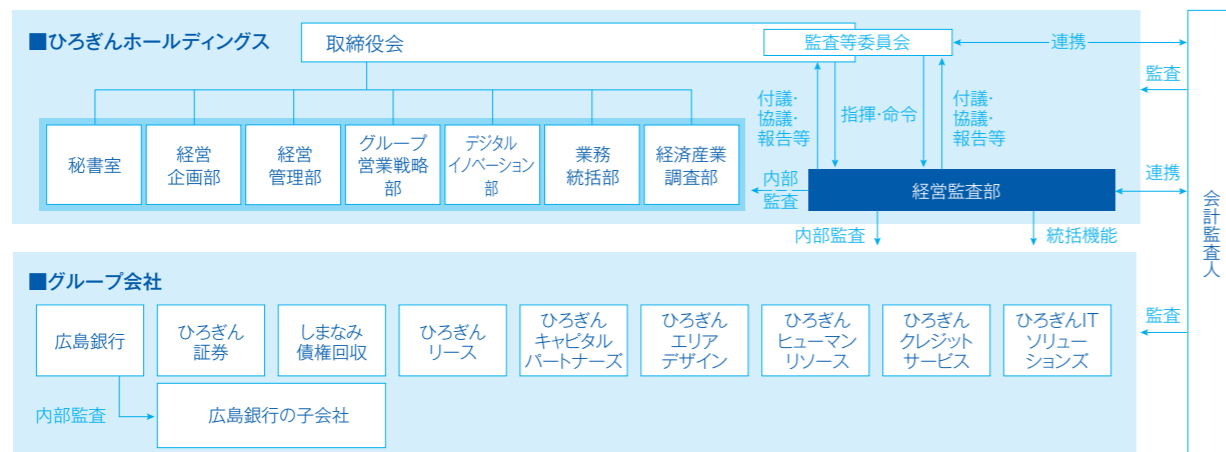 ■ひろぎんホールディングス
取締役会
監査等委員会
連携
監査
付議・
協議・
報告等
指揮・命令
付議・
協議・
報告等
秘書室
経営
企画部
経営
管理部
グループ
営業戦略
部
デジタル
イノベーション
部
業務
統括部
経済産業
調査部
内部
監査
経営監査部
連携
内部監査
統括機能
会計監査人
■グループ会社
広島銀行
ひろぎん
証券
しまなみ
債権回収
ひろぎん
リース
ひろぎん
キャピタル
パートナーズ
ひろぎん
エリア
デザイン
ひろぎん
ヒューマン
リソース
ひろぎん
クレジット
サービス
ひろぎんIT
ソリュー
ションズ
監査
内部監査
広島銀行の子会社